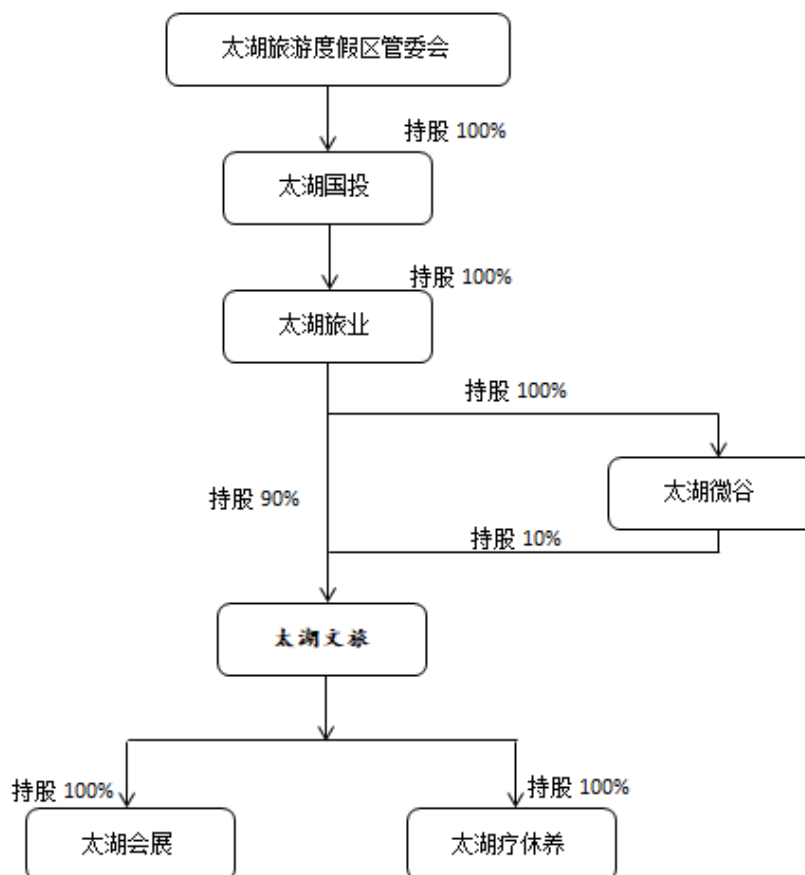 太湖旅游度假区管委会
持股 100%
太湖国投
持股 100%
太湖旅业
持股 100%
太湖微谷
持股 90%
持股 10%
太湖文旅
持股 100%
持股 100%
太湖会展
太湖疗休养